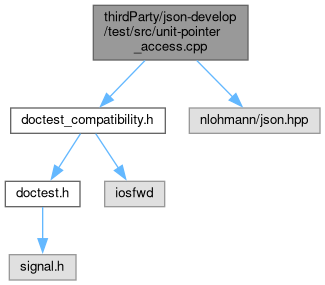 thirdParty/json-develop
/test/src/unit-pointer
_access.cpp
doctest_compatibility.h
nlohmann/json.hpp
doctest.h
iosfwd
signal.h